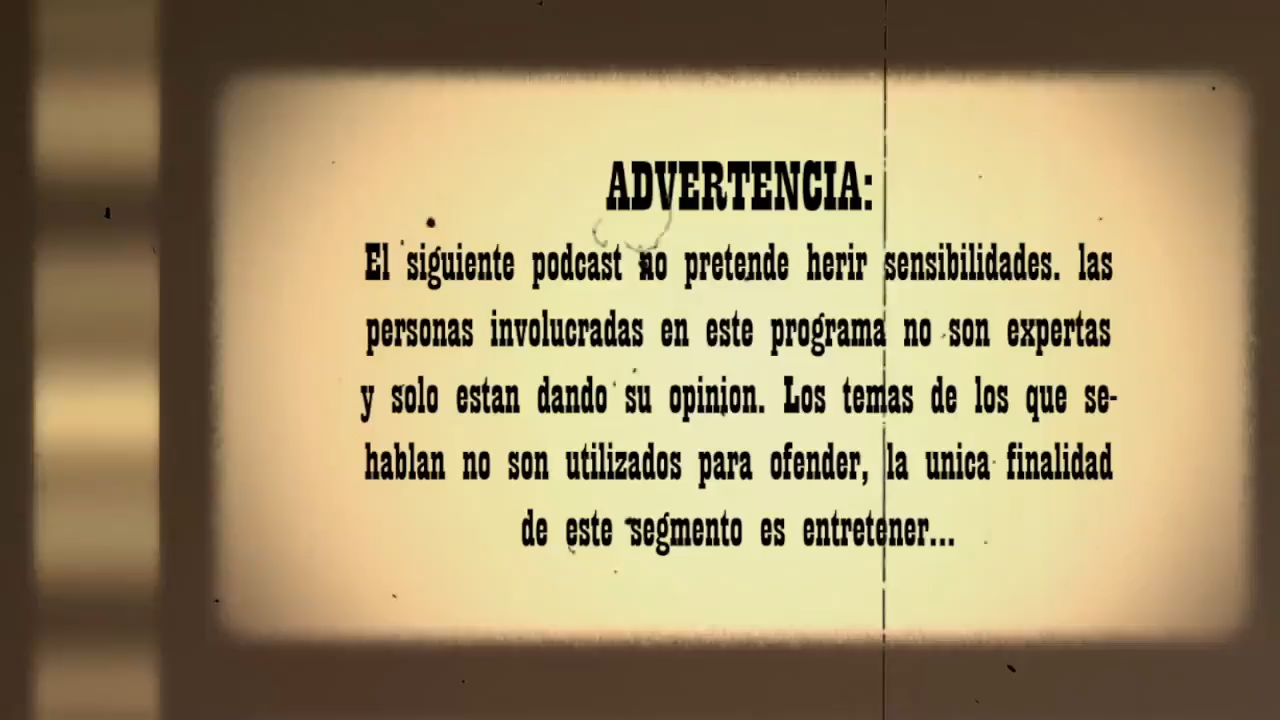 ADVERTENCIA:
El siguiente podcast no pretende herir sensibilidades. las
personas involucradas en este programa no son expertas
y solo estan dando su opinion. Los temas de los que se-
hablan no son utilizados para ofender, la unica finalidad
de este segmento es entretener...